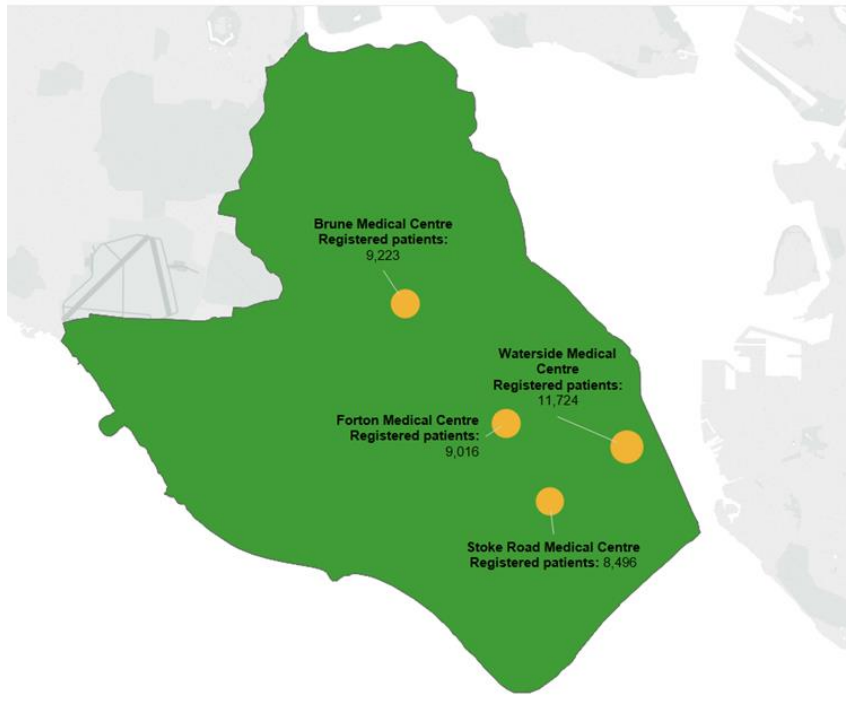 Brune Medical Centre
Registered patients:
9,223
Waterside Medical
Centre
Registered patients:
11,724
Forton Medical Centre
Registered patients:
9,016
Stoke Road Medical Centre
Registered patients: 8,496